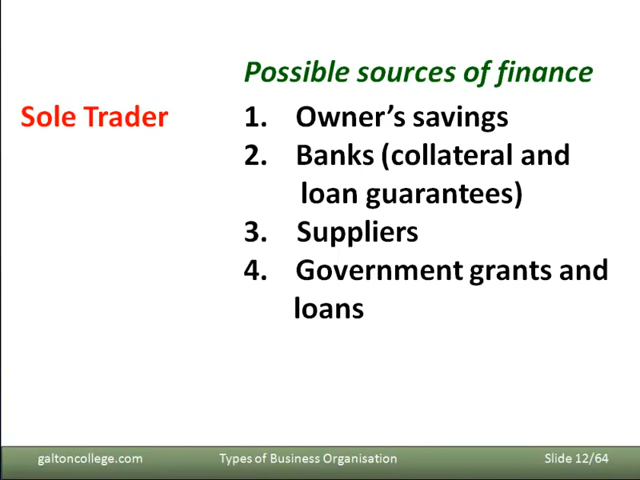 Possible sources of finance
Sole Trader
1. Owner’s savings
2. Banks (collateral and
loan guarantees)
3. Suppliers
4. Government grants and
loans
galtoncollege.com
Types of Business Organisation
Slide 12/64